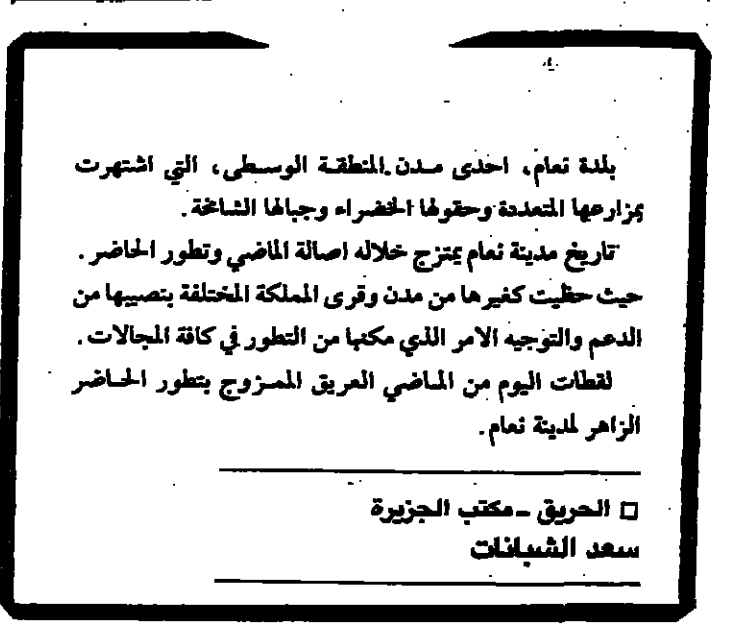 بلدة نعام، احدى مدن المنطقة الوسطى، التي اشتهرت
بمزارعها المتعددة وحقولها الخضراء وجبالها الشامخة.
تاريخ مدينة نعام يمتزج خلاله اصالة الماضي وتطور الحاضر.
حيث حظيت كغيرها من مدن وقرى المملكة المختلفة بنصيبها من
الدعم والتوجيه الامر الذي مكنها من التطور في كافة المجالات.
لقطات اليوم من الماضي العريق الممزوج بتطور الحاضر
الزاهر لمدينة نعام.
□ الحريق - مكتب الجزيرة
سعد الشبانات